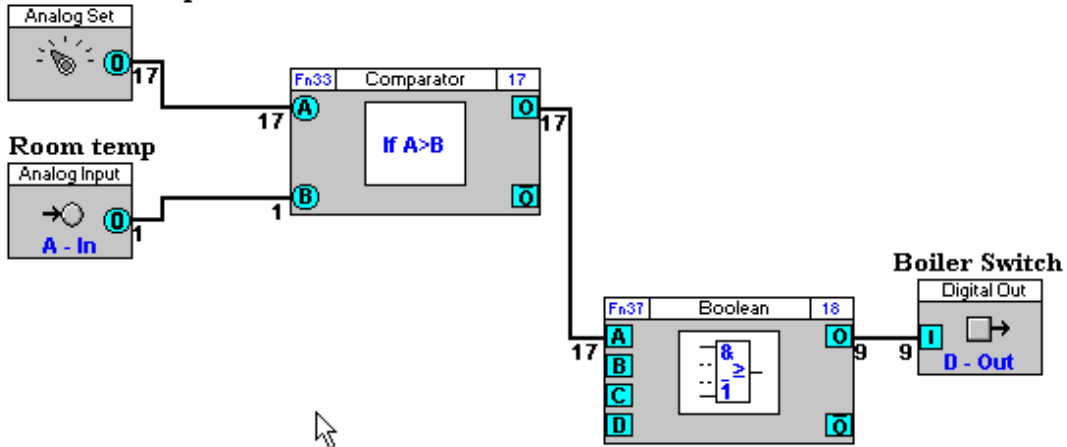 Analog Set
O
17
Fn33 Comparator 17
17 A O 17
If A>B
Room temp
Analog Input
B O
1
O
1
A - In
Boiler Switch
Digital Out
Fn37 Boolean 18
17 A O 9 9 I
D - Out
B
&
≥
1
C
D O